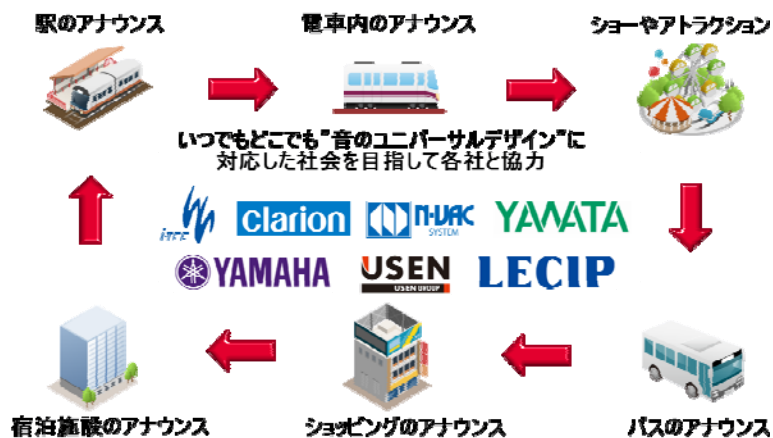 駅のアナウンス
電車内のアナウンス
ショーやアトラクション
いつでもどこでも"音のユニバーサルデザイン"に
対応した社会を目指して各社と協力
clarion
N-VAC
SYSTEM
YAMATA
YAMAHA
USEN
USEN GROUP
LECIP
宿泊施設のアナウンス
ショッピングのアナウンス
バスのアナウンス